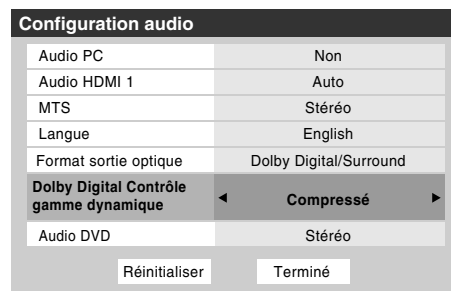 Configuration audio
Audio PC Non
Audio HDMI 1 Auto
MTS Stéréo
Langue English
Format sortie optique Dolby Digital/Surround
Dolby Digital Contrôle
gamme dynamique Compressé
Audio DVD Stéréo
Réinitialiser Terminé